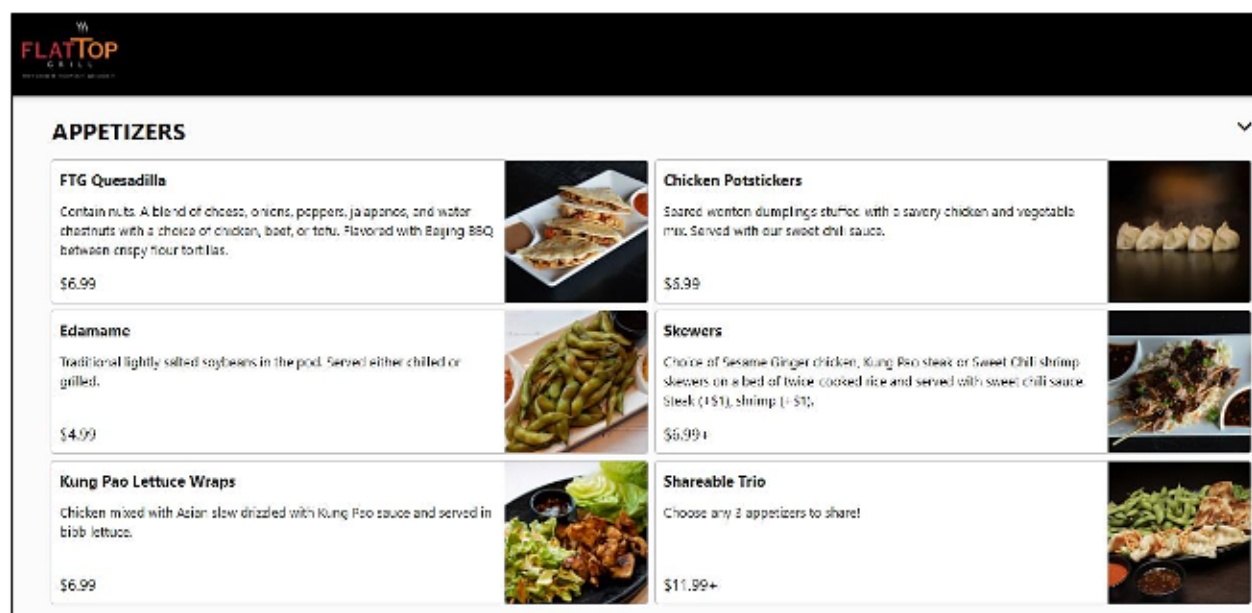 FLATTOP
GRILL
APPETIZERS
FTG Quesadilla
Contain nuts. A blend of cheese, onions, peppers, jalapenos, and water
chestnuts with a choice of chicken, beef, or tofu. Flavored with Beijing BBQ
between crispy flour tortillas.
$6.99
Chicken Potstickers
Seared wonton dumplings stuffed with a savory chicken and vegetable
mix. Served with our sweet chili sauce.
$6.99
Edamame
Traditional lightly salted soybeans in the pod. Served either chilled or
grilled.
$4.99
Skewers
Choice of Sesame Ginger chicken, Kung Pao steak or Sweet Chili shrimp
skewers on a bed of twice cooked rice and served with sweet chili sauce.
Steak (+$1), shrimp (+$1).
$6.99+
Kung Pao Lettuce Wraps
Chicken mixed with Asian slaw drizzled with Kung Pao sauce and served in
bibb lettuce.
$6.99
Shareable Trio
Choose any 3 appetizers to share!
$11.99+